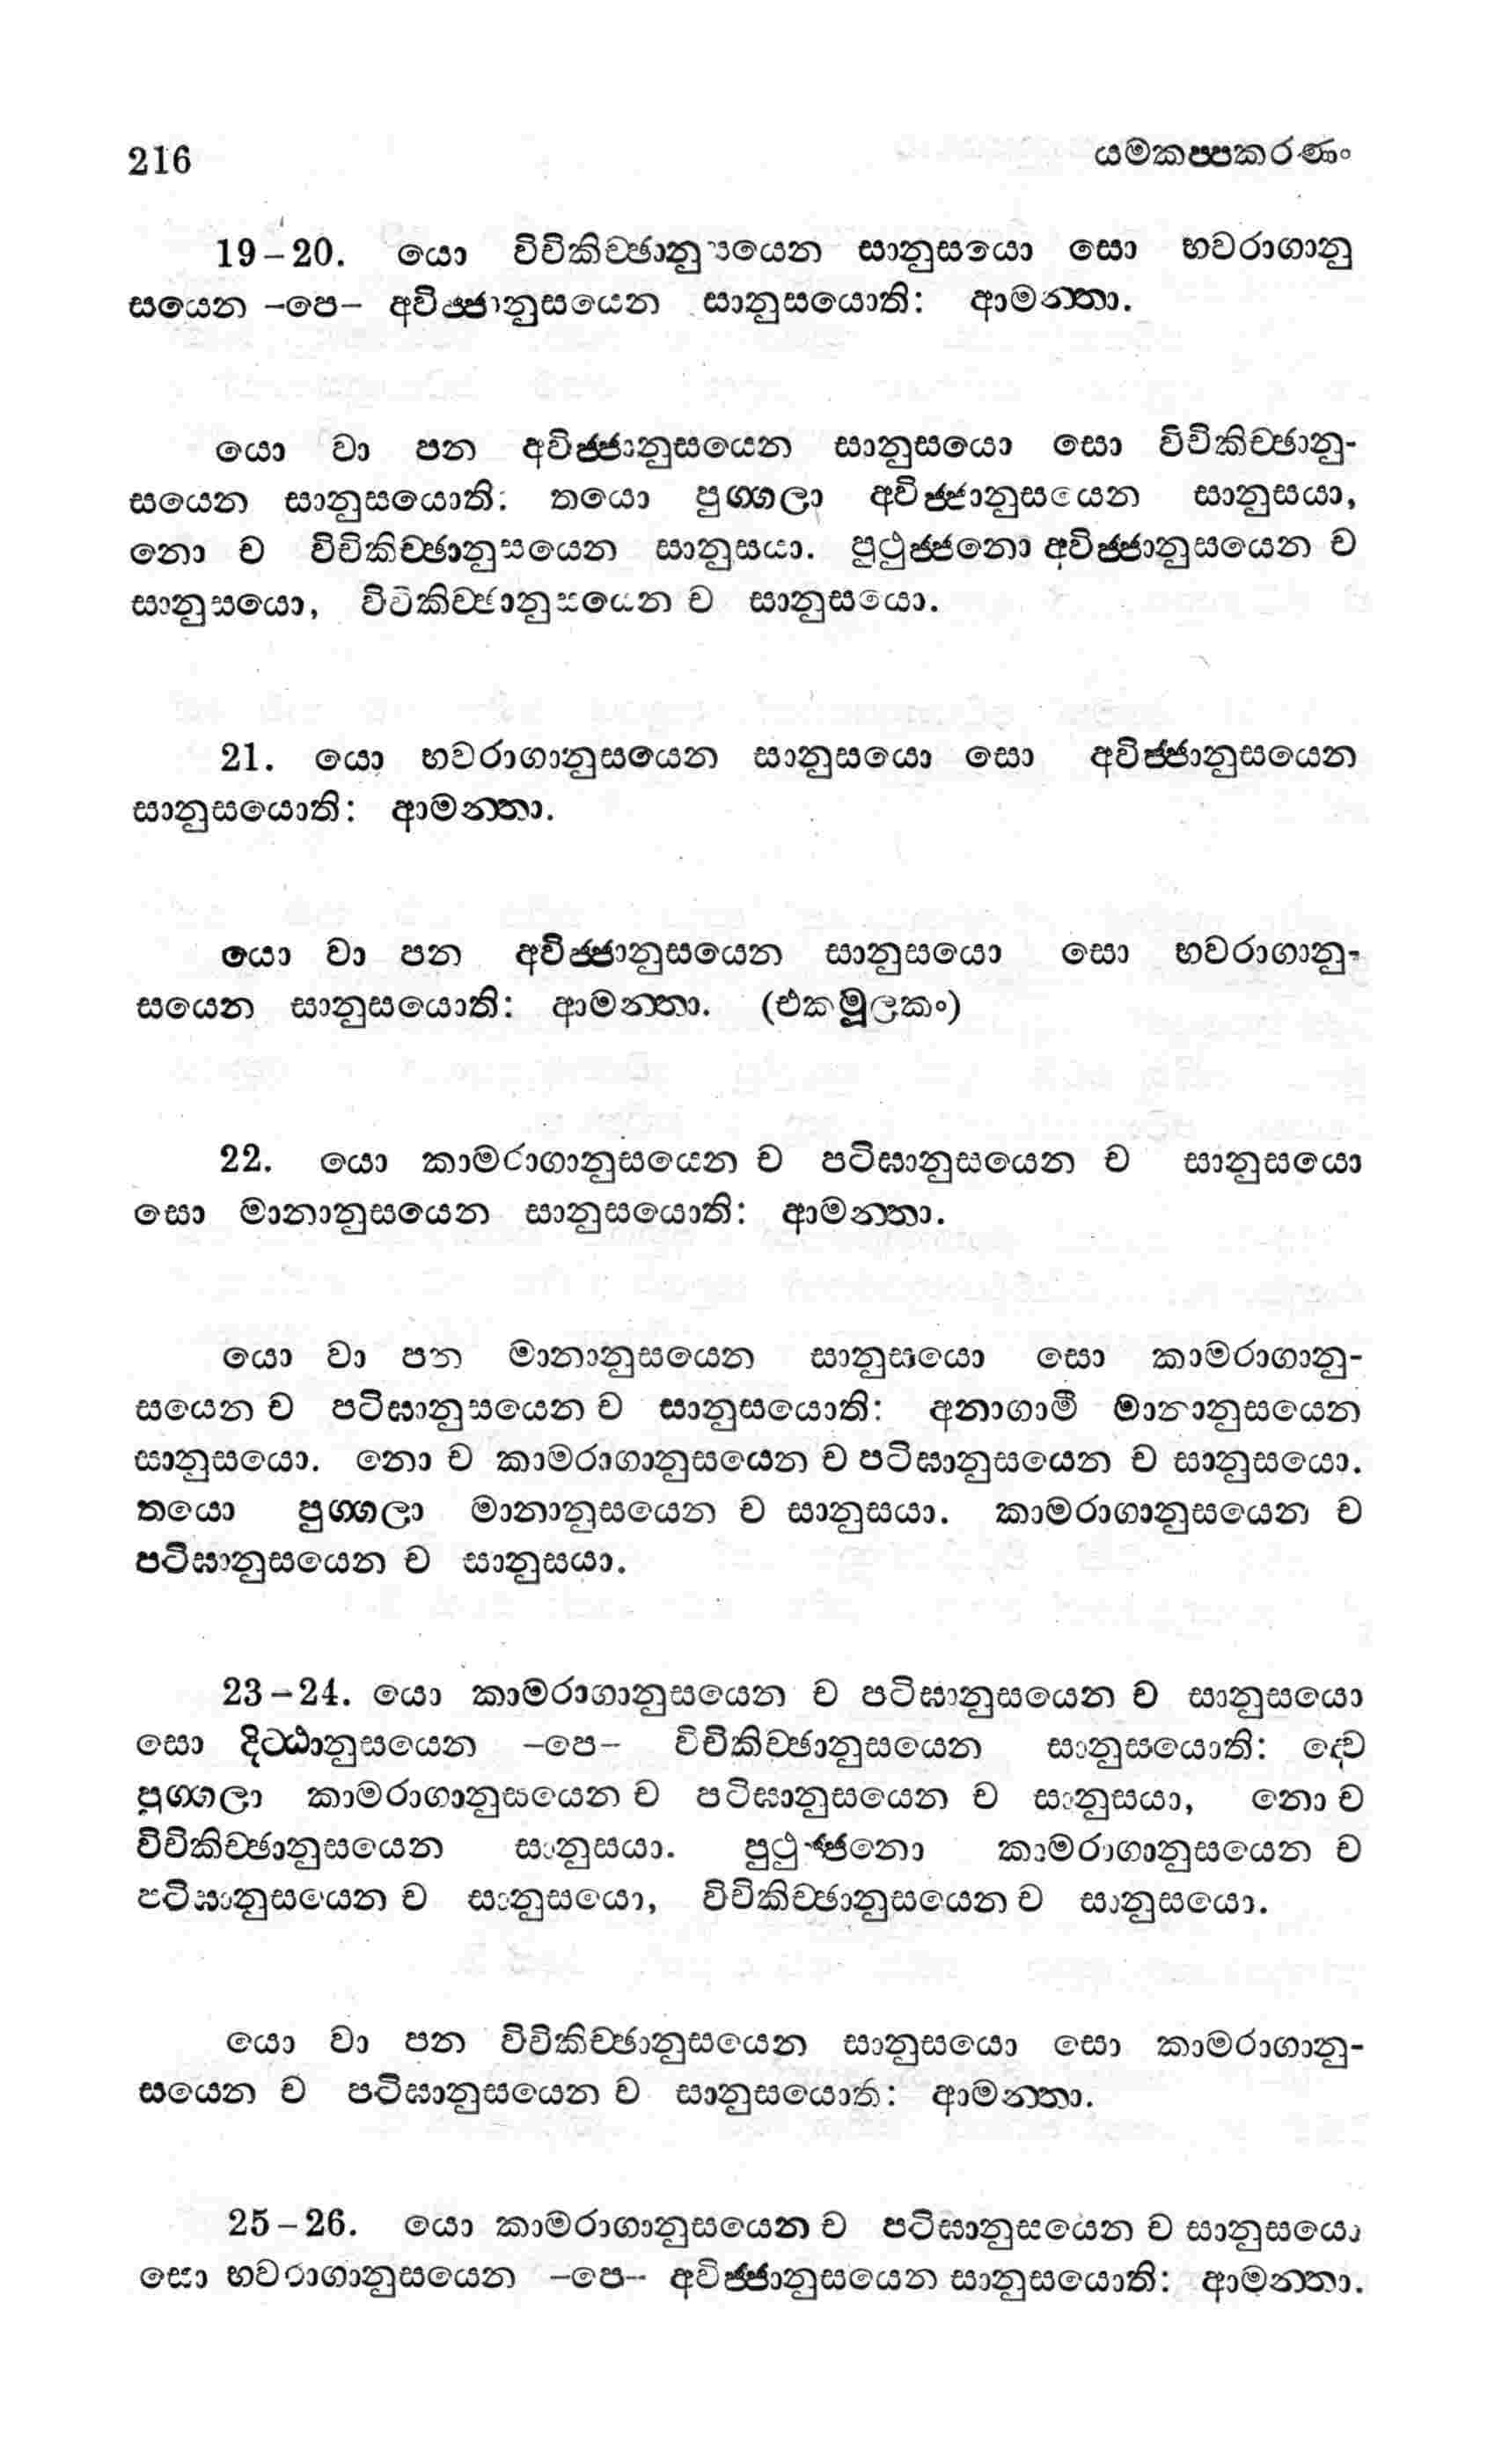 216 යමකප්පකරණං
19–20. යො විචිකිච්ඡානුසයෙන සානුසයො සො භවරාගානු
සයෙන –පෙ– අවිජ්ජානුසයෙන සානුසයොති: ආමන්තා.
යො වා පන අවිජ්ජානුසයෙන සානුසයො සො විචිකිච්ඡානු-
සයෙන සානුසයොති: තයො පුග්ගලා අවිජ්ජානුසයෙන සානුසයා,
නො ච විචිකිච්ඡානුසයෙන සානුසයා. පුථුජ්ජනො අවිජ්ජානුසයෙන ච
සානුසයො, විචිකිච්ඡානුසයෙන ච සානුසයො.
21. යො භවරාගානුසයෙන සානුසයො සො අවිජ්ජානුසයෙන
සානුසයොති: ආමන්තා.
යො වා පන අවිජ්ජානුසයෙන සානුසයො සො භවරාගානු-
සයෙන සානුසයොති: ආමන්තා. (එකමූලකං)
22. යො කාමරාගානුසයෙන ච පටිඝානුසයෙන ච සානුසයො
සො මානානුසයෙන සානුසයොති: ආමන්තා.
යො වා පන මානානුසයෙන සානුසයො සො කාමරාගානු-
සයෙන ච පටිඝානුසයෙන ච සානුසයොති: අනාගාමී මානානුසයෙන
සානුසයො. නො ච කාමරාගානුසයෙන ච පටිඝානුසයෙන ච සානුසයො.
තයො පුග්ගලා මානානුසයෙන ච සානුසයා. කාමරාගානුසයෙන ච
පටිඝානුසයෙන ච සානුසයා.
23–24. යො කාමරාගානුසයෙන ච පටිඝානුසයෙන ච සානුසයො
සො දිට්ඨානුසයෙන –පෙ– විචිකිච්ඡානුසයෙන සානුසයොති: ද්වෙ
පුග්ගලා කාමරාගානුසයෙන ච පටිඝානුසයෙන ච සානුසයා, නො ච
විචිකිච්ඡානුසයෙන සානුසයා. පුථුජ්ජනො කාමරාගානුසයෙන ච
පටිඝානුසයෙන ච සානුසයො, විචිකිච්ඡානුසයෙන ච සානුසයො.
යො වා පන විචිකිච්ඡානුසයෙන සානුසයො සො කාමරාගානු-
සයෙන ච පටිඝානුසයෙන ච සානුසයොති: ආමන්තා.
25–26. යො කාමරාගානුසයෙන ච පටිඝානුසයෙන ච සානුසයො
සො භවරාගානුසයෙන –පෙ– අවිජ්ජානුසයෙන සානුසයොති: ආමන්තා.